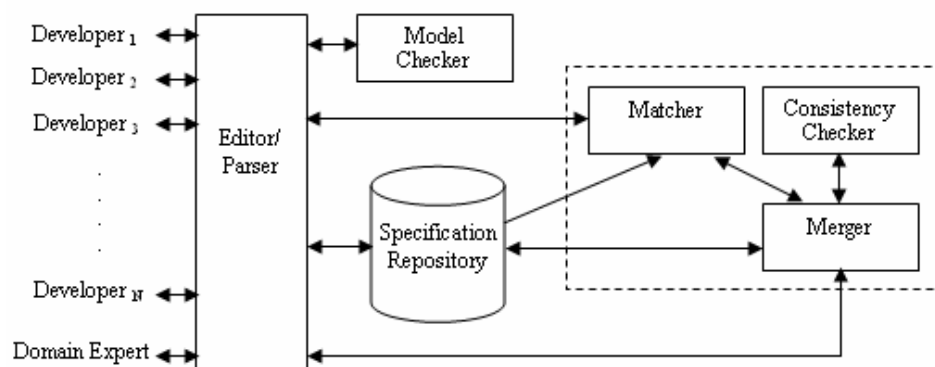 Developer 1
Developer 2
Developer 3
.
.
.
.
Developer N
Domain Expert
Editor/
Parser
Model
Checker
Specification
Repository
Matcher
Consistency
Checker
Merger